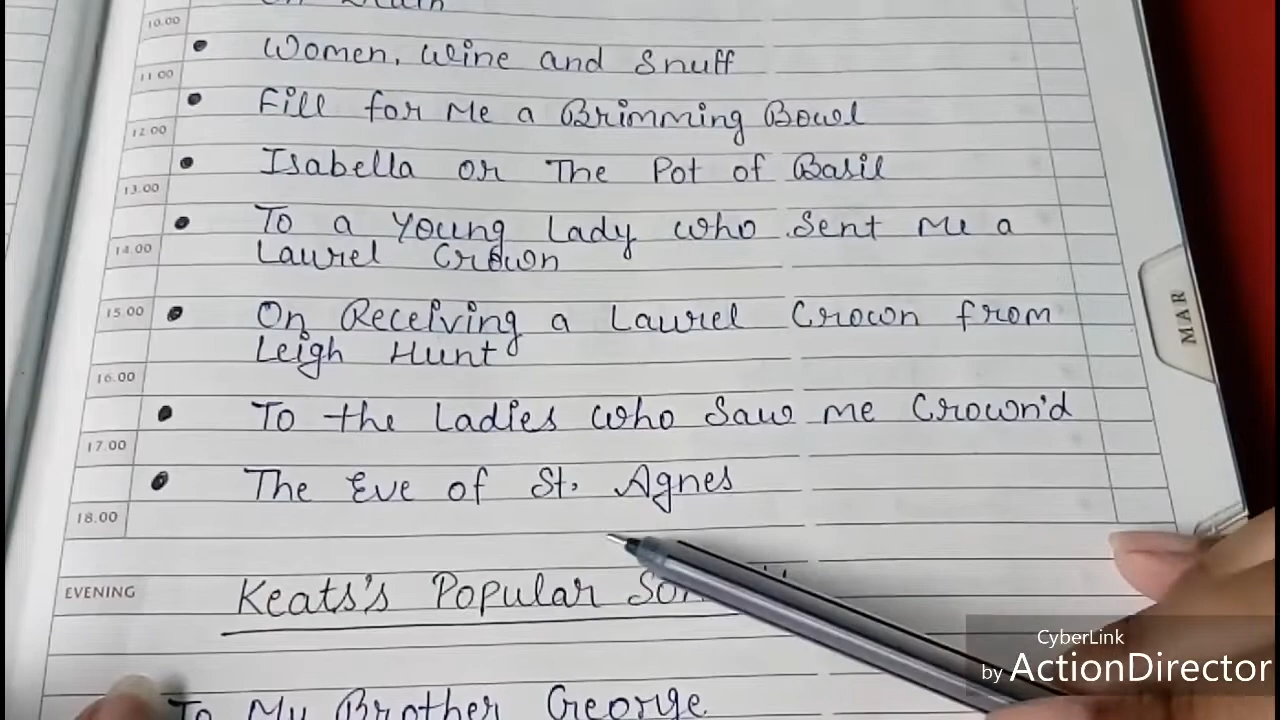 10.00
• Women, Wine and Snuff
11.00
• Fill for Me a Brimming Bowl
12.00
• Isabella or The Pot of Basil
13.00
• To a Young Lady who Sent Me a
14.00
Laurel Crown
15.00
• On Receiving a Laurel Crown from
Leigh Hunt
16.00
• To the Ladies who Saw me Crown'd
17.00
• The Eve of St. Agnes
18.00
EVENING
Keats's Popular
To My Brother George
MAR
CyberLink
by ActionDirector